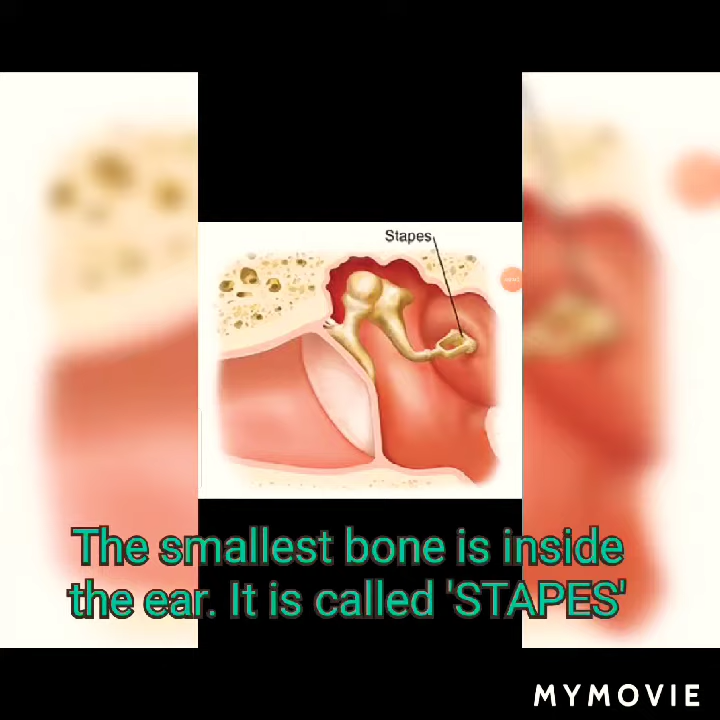 Stapes
The smallest bone is inside
the ear. It is called 'STAPES'
MYMOVIE